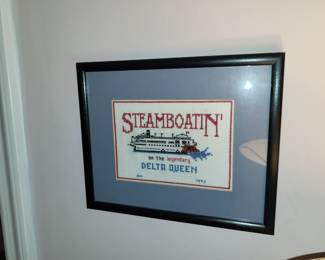 STEAMBOATIN'
on the legendary
DELTA QUEEN